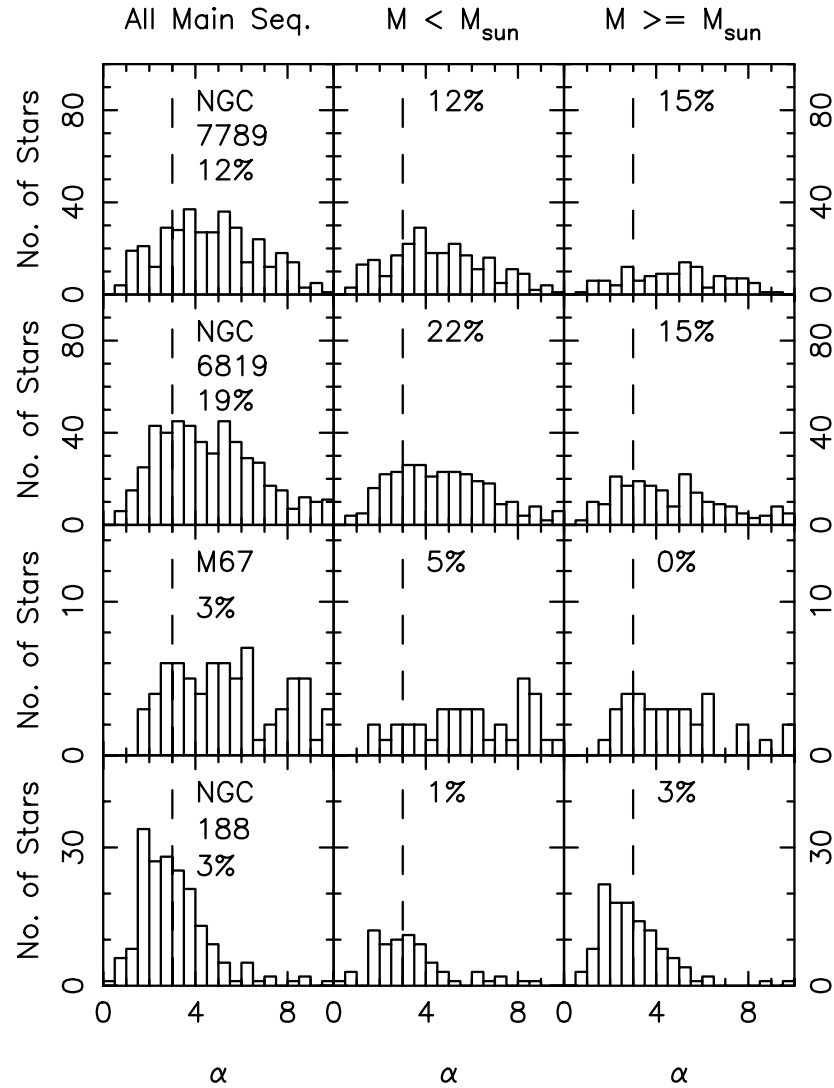 All Main Seq. M < Msun M >= Msun
No. of Stars 0 40 80 NGC 12% 15% 0 40 80
7789
12%
No. of Stars 0 40 80 NGC 22% 15% 0 40 80
6819
19%
No. of Stars 0 10 M67 5% 0% 0 10
3%
No. of Stars 0 30 NGC 1% 3% 0 30
188
3%
0 4 8 0 4 8 0 4 8
α α α